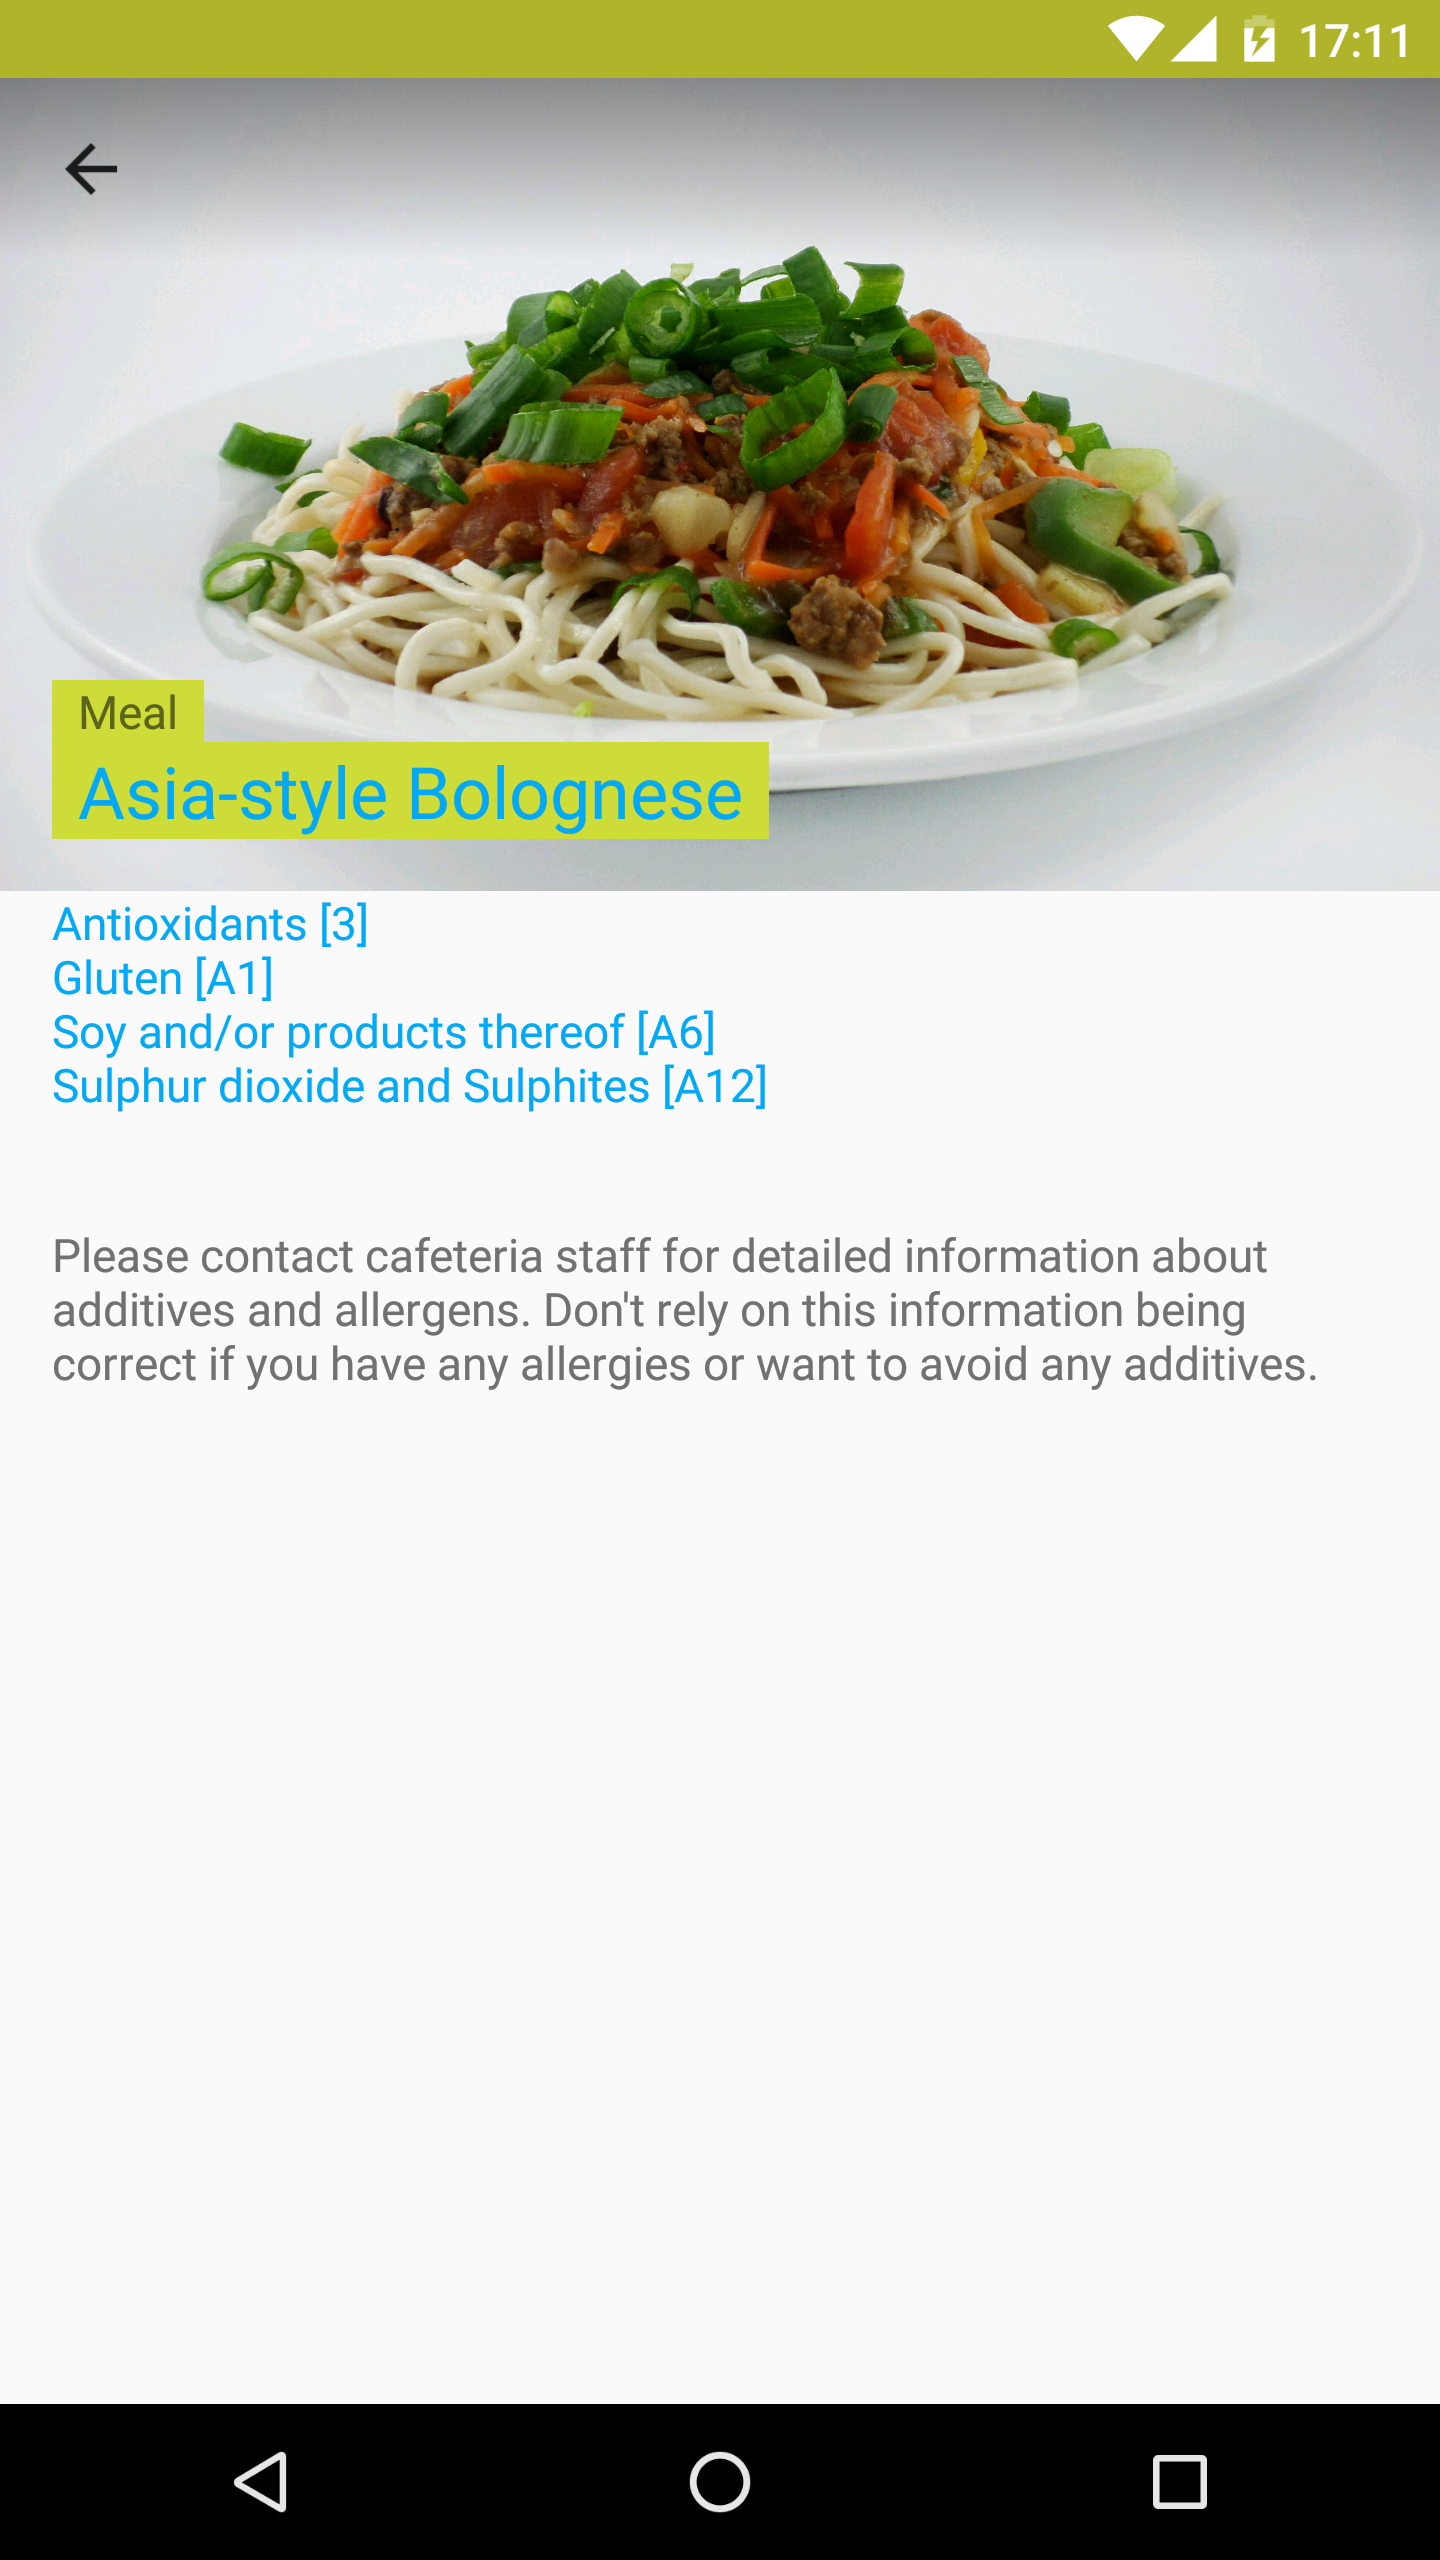 17:11
Meal
Asia-style Bolognese
Antioxidants [3]
Gluten [A1]
Soy and/or products thereof [A6]
Sulphur dioxide and Sulphites [A12]
Please contact cafeteria staff for detailed information about
additives and allergens. Don't rely on this information being
correct if you have any allergies or want to avoid any additives.